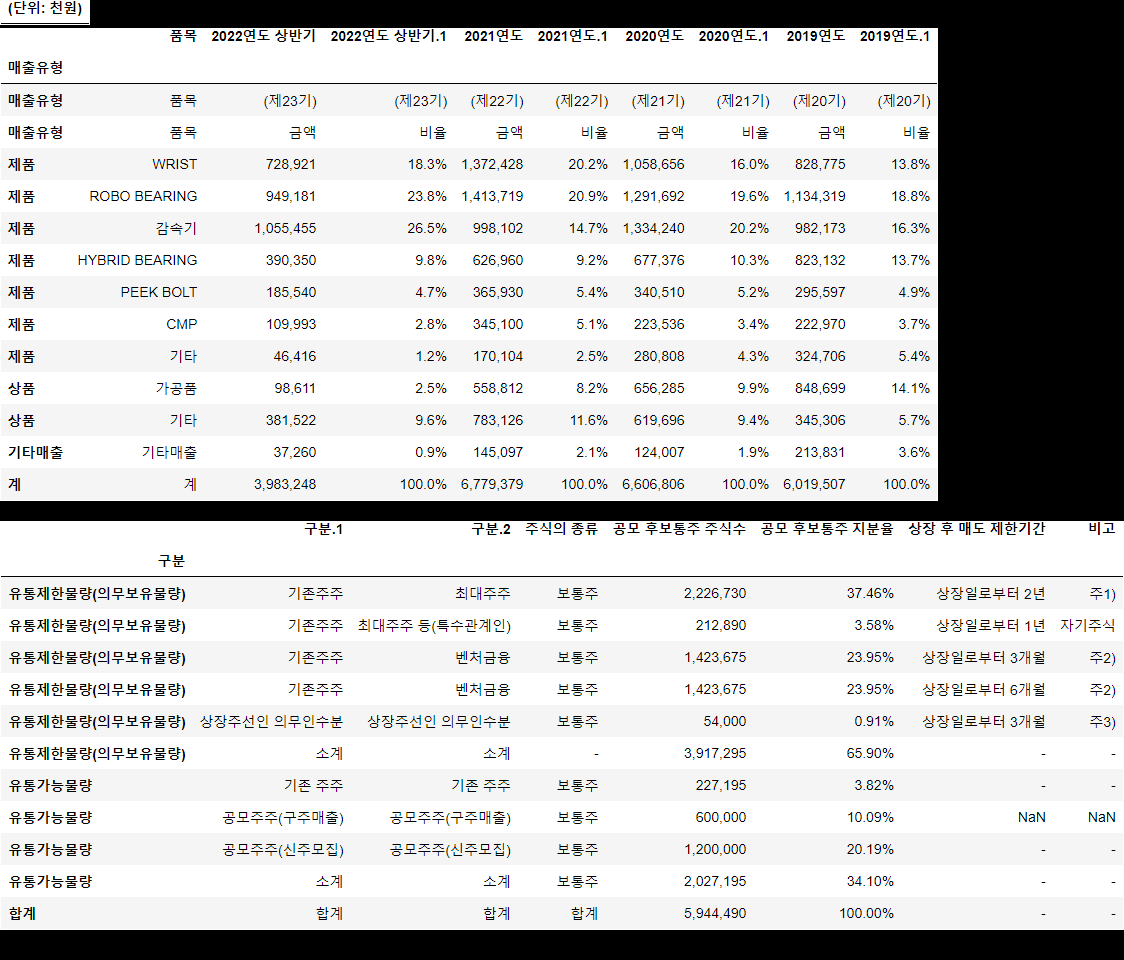 (단위: 천원)
품목 2022연도 상반기 2022연도 상반기.1 2021연도 2021연도.1 2020연도 2020연도.1 2019연도 2019연도.1
매출유형
매출유형 품목 (제23기) (제23기) (제22기) (제22기) (제21기) (제21기) (제20기) (제20기)
매출유형 품목 금액 비율 금액 비율 금액 비율 금액 비율
제품 WRIST 728,921 18.3% 1,372,428 20.2% 1,058,656 16.0% 828,775 13.8%
제품 ROBO BEARING 949,181 23.8% 1,413,719 20.9% 1,291,692 19.6% 1,134,319 18.8%
제품 감속기 1,055,455 26.5% 998,102 14.7% 1,334,240 20.2% 982,173 16.3%
제품 HYBRID BEARING 390,350 9.8% 626,960 9.2% 677,376 10.3% 823,132 13.7%
제품 PEEK BOLT 185,540 4.7% 365,930 5.4% 340,510 5.2% 295,597 4.9%
제품 CMP 109,993 2.8% 345,100 5.1% 223,536 3.4% 222,970 3.7%
제품 기타 46,416 1.2% 170,104 2.5% 280,808 4.3% 324,706 5.4%
상품 가공품 98,611 2.5% 558,812 8.2% 656,285 9.9% 848,699 14.1%
상품 기타 381,522 9.6% 783,126 11.6% 619,696 9.4% 345,306 5.7%
기타매출 기타매출 37,260 0.9% 145,097 2.1% 124,007 1.9% 213,831 3.6%
계 계 3,983,248 100.0% 6,779,379 100.0% 6,606,806 100.0% 6,019,507 100.0%
구분.1 구분.2 주식의 종류 공모 후보통주 주식수 공모 후보통주 지분율 상장 후 매도 제한기간 비고
구분
유통제한물량(의무보유물량) 기존주주 최대주주 보통주 2,226,730 37.46% 상장일로부터 2년 주1)
유통제한물량(의무보유물량) 기존주주 최대주주 등(특수관계인) 보통주 212,890 3.58% 상장일로부터 1년 자기주식
유통제한물량(의무보유물량) 기존주주 벤처금융 보통주 1,423,675 23.95% 상장일로부터 3개월 주2)
유통제한물량(의무보유물량) 기존주주 벤처금융 보통주 1,423,675 23.95% 상장일로부터 6개월 주2)
유통제한물량(의무보유물량) 상장주선인 의무인수분 상장주선인 의무인수분 보통주 54,000 0.91% 상장일로부터 3개월 주3)
유통제한물량(의무보유물량) 소계 소계 - 3,917,295 65.90% - -
유통가능물량 기존 주주 기존 주주 보통주 227,195 3.82% - -
유통가능물량 공모주주(구주매출) 공모주주(구주매출) 보통주 600,000 10.09% NaN NaN
유통가능물량 공모주주(신주모집) 공모주주(신주모집) 보통주 1,200,000 20.19% - -
유통가능물량 소계 소계 보통주 2,027,195 34.10% - -
합계 합계 합계 합계 5,944,490 100.00% - -